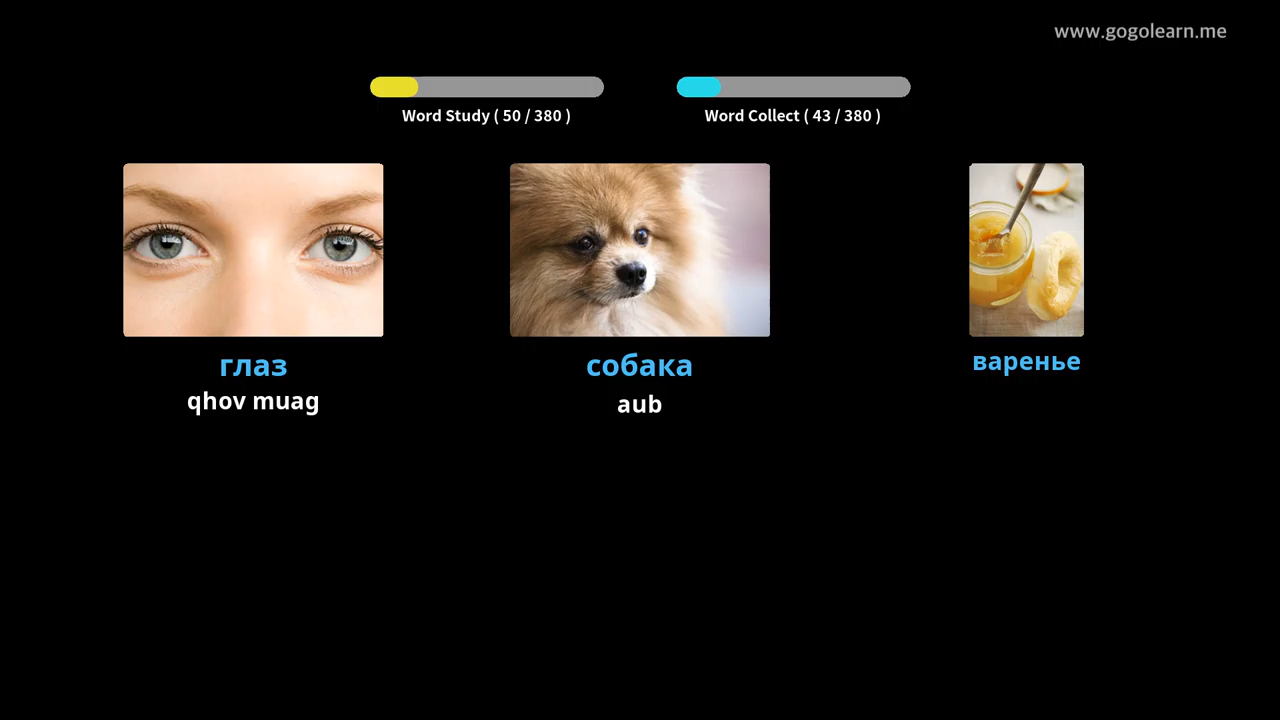 www.gogolearn.me
Word Study ( 50 / 380 )
Word Collect ( 43 / 380 )
глаз
qhov muag
собака
aub
варенье